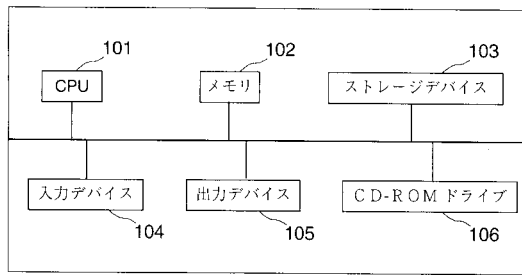 101
102
103
CPU
メモリ
ストレージデバイス
入力デバイス
出力デバイス
CD-ROMドライブ
104
105
106